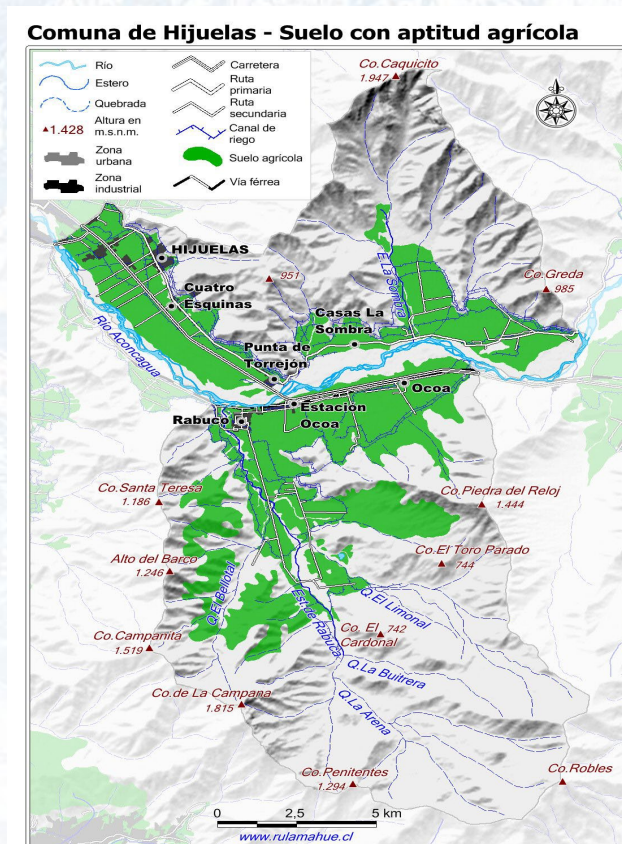 Comuna de Hijuelas - Suelo con aptitud agrícola
Río
Estero
Quebrada
1.428
Altura en
m.s.n.m.
Zona
urbana
Zona
industrial
Carretera
Ruta
primaria
Ruta
secundaria
Canal de
riego
Suelo agrícola
Vía férrea
Co.Caquicito
1.947
HIJUELAS
951
Co.Greda
985
Cuatro
Esquinas
E.La Sombra
Casas La
Sombra
Río Aconcagua
Punta de
Torrejón
Ocoa
Estación
Ocoa
Rabuco
Co.Santa Teresa
1.186
Co.Piedra del Reloj
1.444
Alto del Barco
1.246
Co.El Toro Parado
744
Q.El Bellotal
Est.de Rabuca
Q.El Limonal
Co. El
Cardonal
742
Co.Campanita
1.519
Q.La Buitrera
Co.de La Campana
1.815
Q.La Arena
Co.Penitentes
1.294
Co.Robles
0 2,5 5 km
www.rulamahue.cl